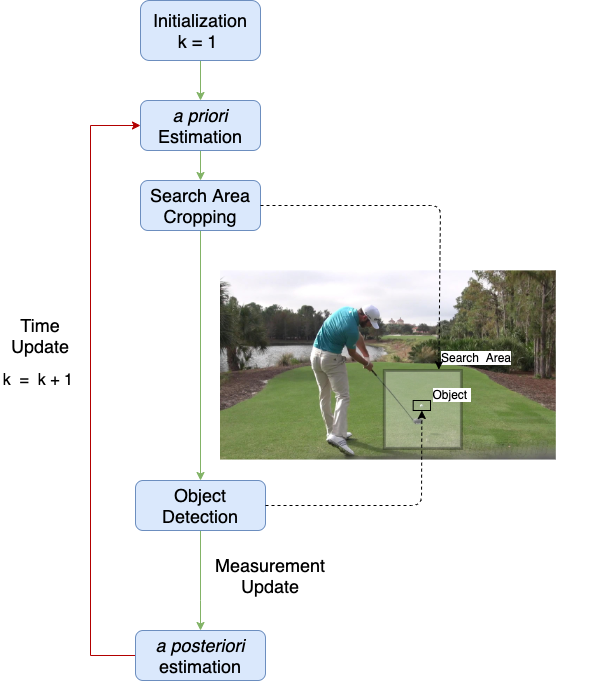 Initialization
k = 1
a priori
Estimation
Search Area
Cropping
Search Area
Object
Time
Update
k = k + 1
Object
Detection
Measurement
Update
a posteriori
estimation